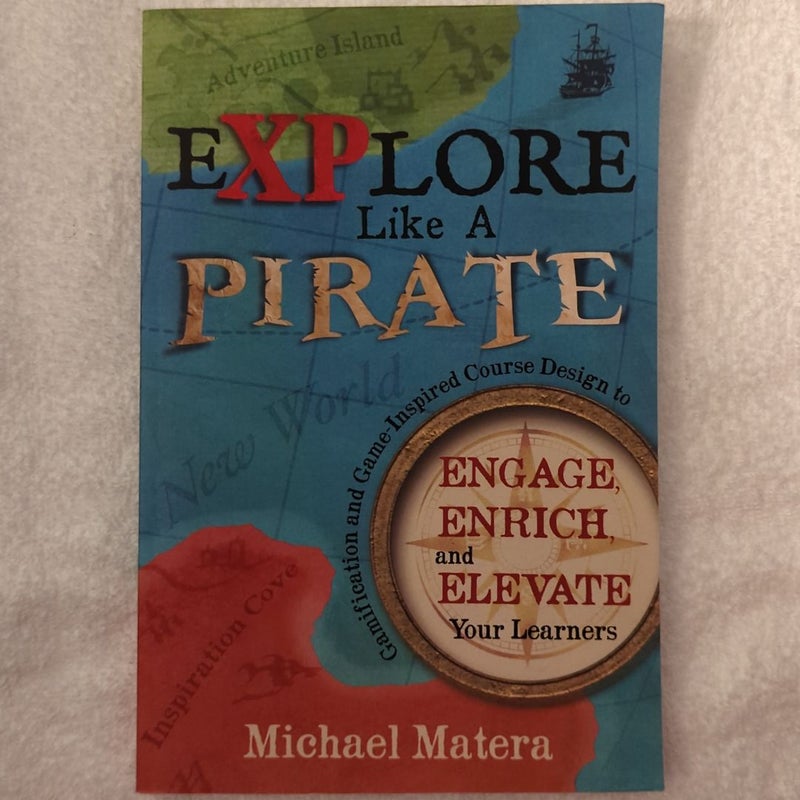 Adventure Island
EXPLORE
Like A
PIRATE
New World
Gamification and Game-Inspired Course Design to
ENGAGE,
ENRICH,
and
ELEVATE
Your Learners
Inspiration Cove
Michael Matera